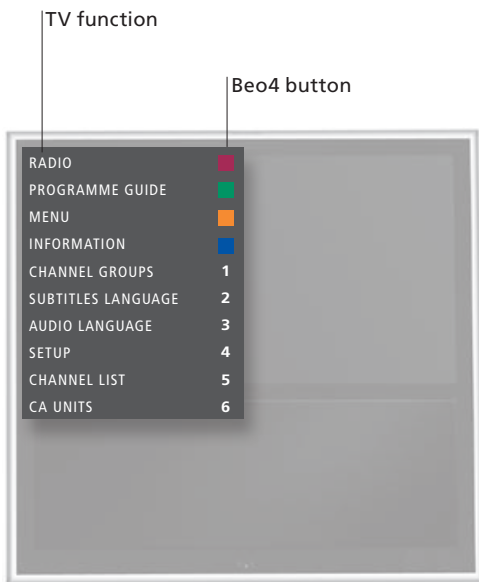 TV function
Beo4 button
RADIO
PROGRAMME GUIDE
MENU
INFORMATION
CHANNEL GROUPS 1
SUBTITLES LANGUAGE 2
AUDIO LANGUAGE 3
SETUP 4
CHANNEL LIST 5
CA UNITS 6